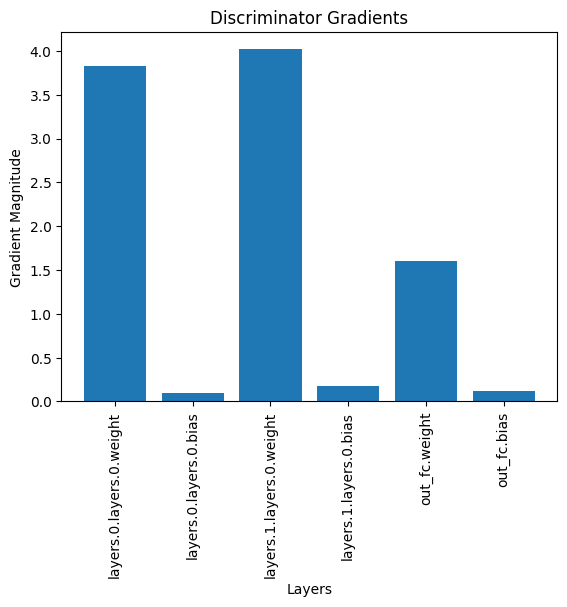 Discriminator Gradients
Gradient Magnitude
4.0
3.5
3.0
2.5
2.0
1.5
1.0
0.5
0.0
layers.0.layers.0.weight
layers.0.layers.0.bias
layers.1.layers.0.weight
layers.1.layers.0.bias
out_fc.weight
out_fc.bias
Layers